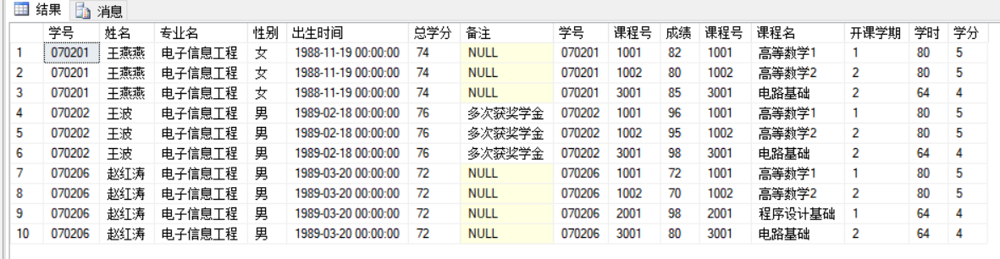 结果 消息
学号 姓名 专业名 性别 出生时间 总学分 备注 学号 课程号 成绩 课程号 课程名 开课学期 学时 学分
1 070201 王燕燕 电子信息工程 女 1988-11-19 00:00:00 74 NULL 070201 1001 82 1001 高等数学1 1 80 5
2 070201 王燕燕 电子信息工程 女 1988-11-19 00:00:00 74 NULL 070201 1002 80 1002 高等数学2 2 80 5
3 070201 王燕燕 电子信息工程 女 1988-11-19 00:00:00 74 NULL 070201 3001 85 3001 电路基础 2 64 4
4 070202 王波 电子信息工程 男 1989-02-18 00:00:00 76 多次获奖学金 070202 1001 96 1001 高等数学1 1 80 5
5 070202 王波 电子信息工程 男 1989-02-18 00:00:00 76 多次获奖学金 070202 1002 95 1002 高等数学2 2 80 5
6 070202 王波 电子信息工程 男 1989-02-18 00:00:00 76 多次获奖学金 070202 3001 98 3001 电路基础 2 64 4
7 070206 赵红涛 电子信息工程 男 1989-03-20 00:00:00 72 NULL 070206 1001 72 1001 高等数学1 1 80 5
8 070206 赵红涛 电子信息工程 男 1989-03-20 00:00:00 72 NULL 070206 1002 70 1002 高等数学2 2 80 5
9 070206 赵红涛 电子信息工程 男 1989-03-20 00:00:00 72 NULL 070206 2001 98 2001 程序设计基础 1 64 4
10 070206 赵红涛 电子信息工程 男 1989-03-20 00:00:00 72 NULL 070206 3001 80 3001 电路基础 2 64 4